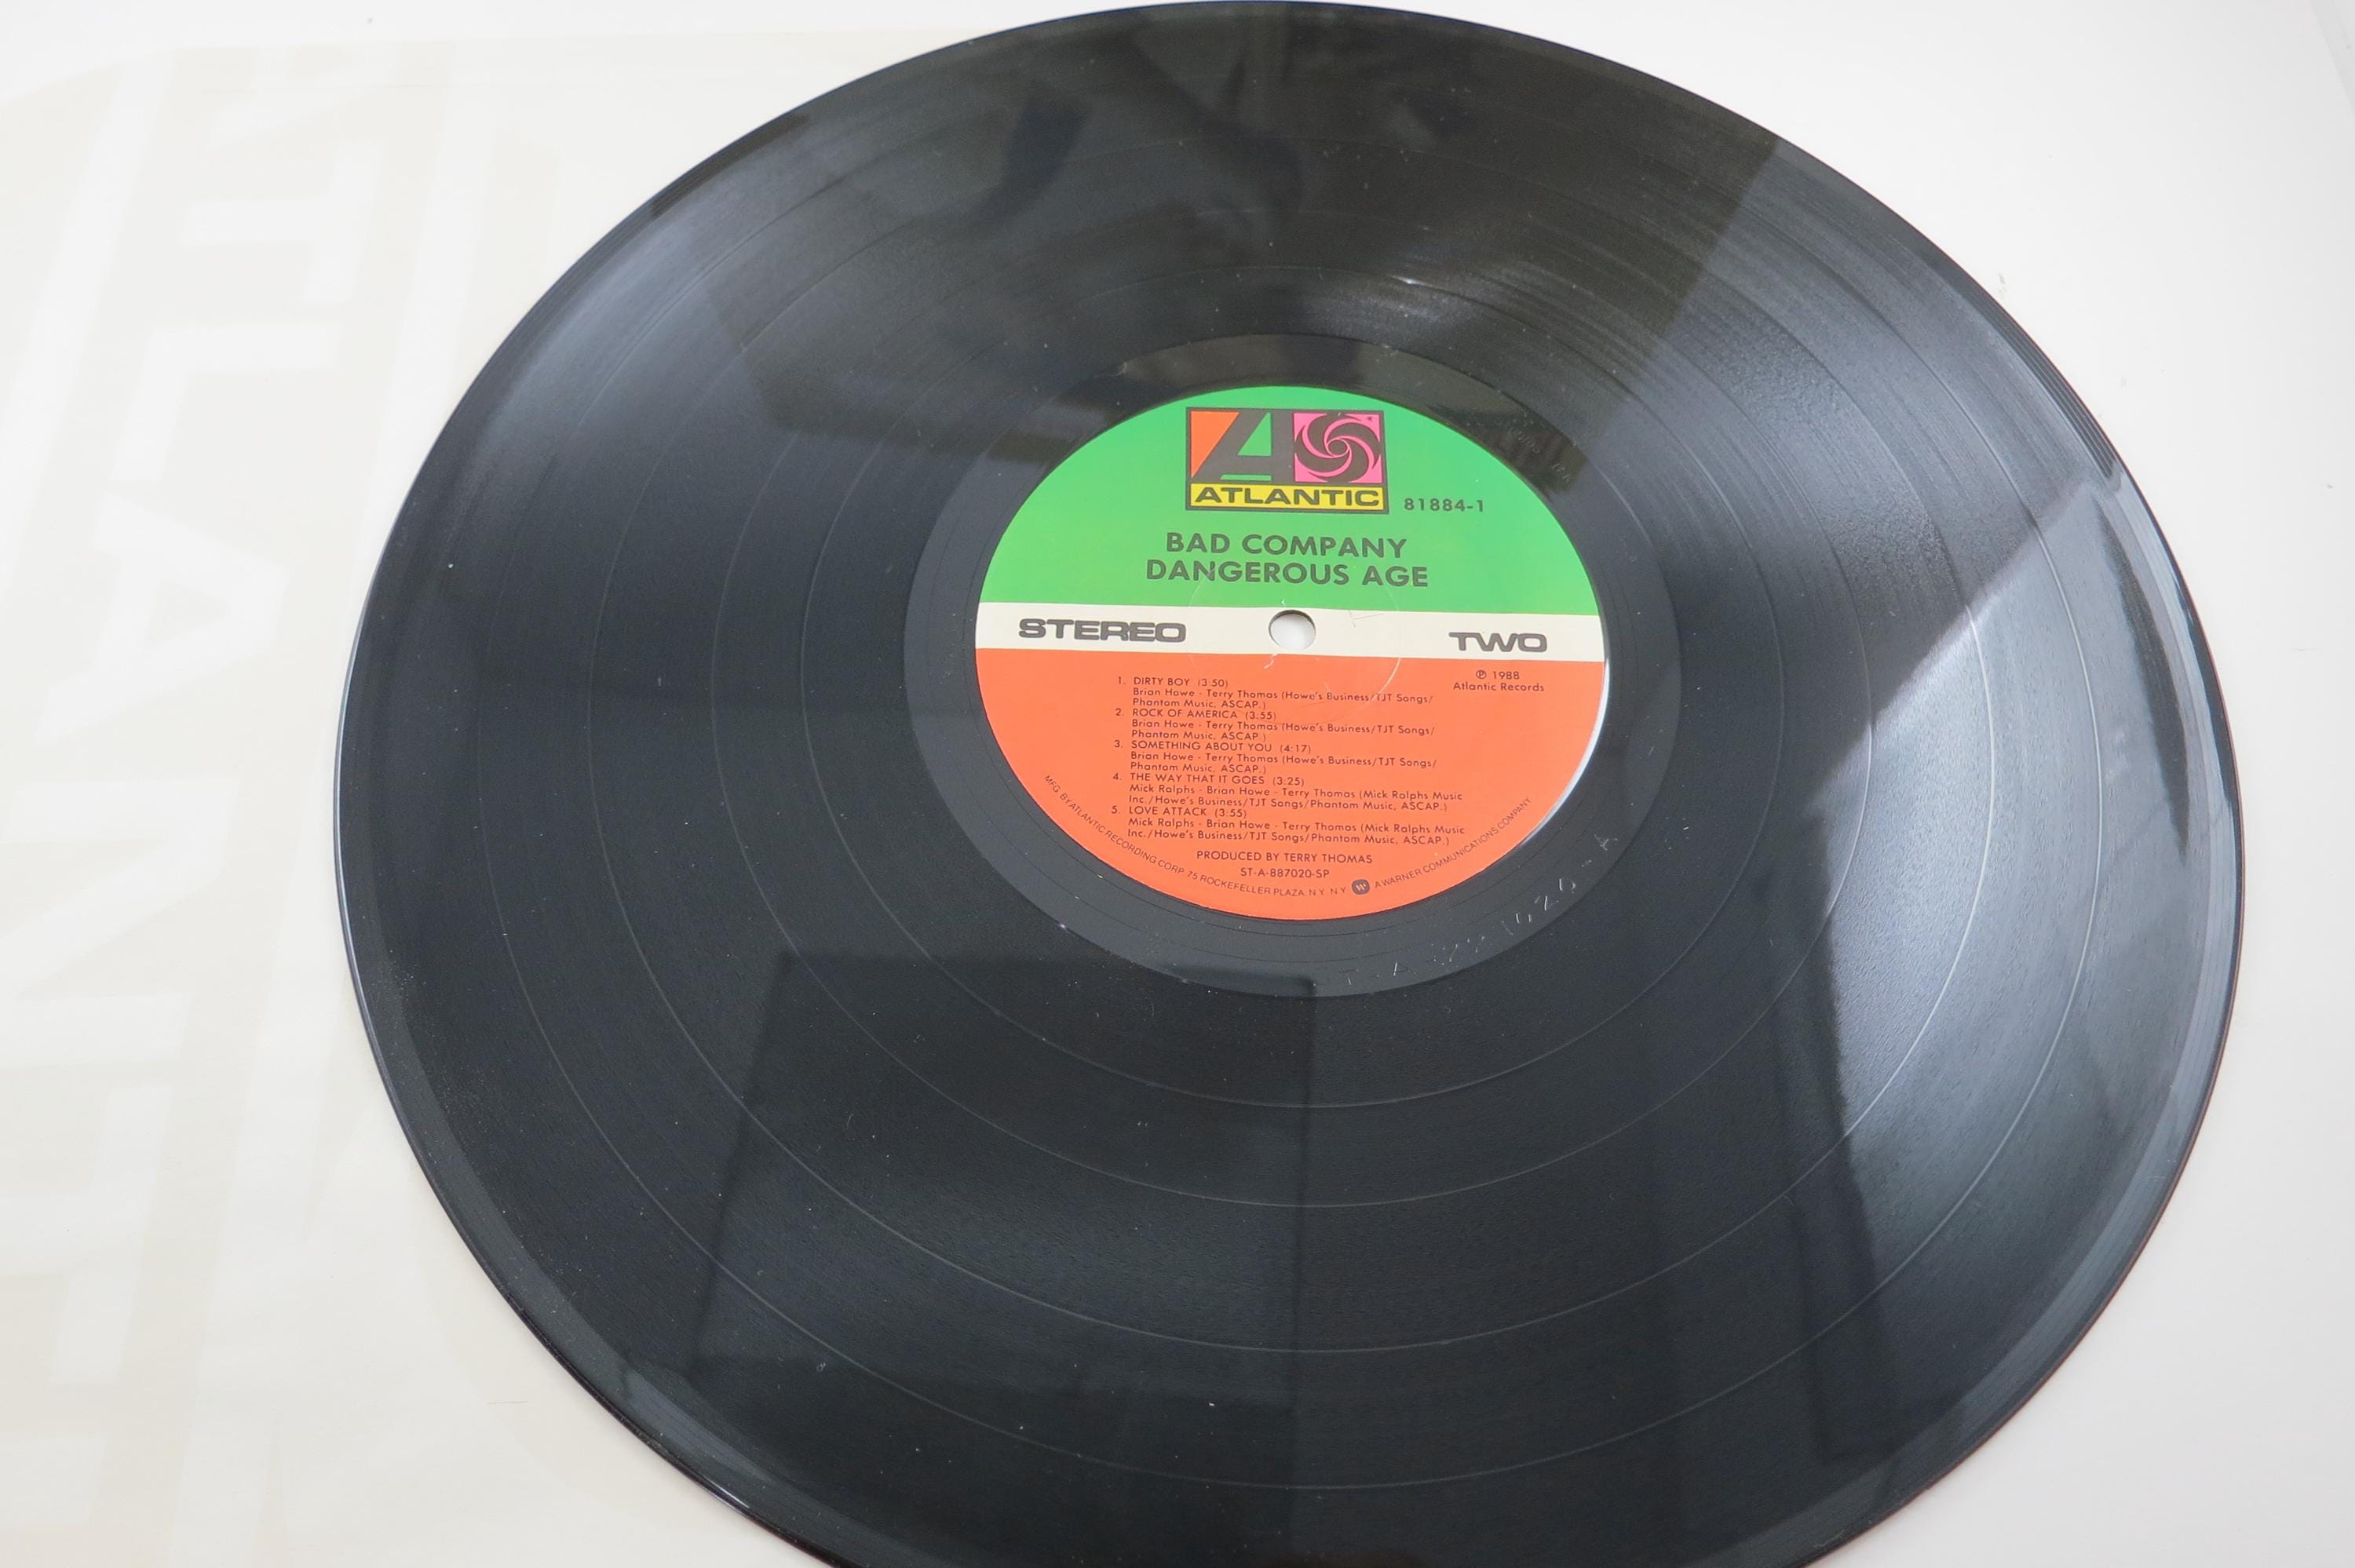 ATLANTIC
81884-1
BAD COMPANY
DANGEROUS AGE
STEREO
TWO
℗ 1988
Atlantic Records
1. DIRTY BOY (3:50)
Brian Howe - Terry Thomas (Howe's Business/TJT Songs/
Phantom Music, ASCAP.)
2. ROCK OF AMERICA (3:55)
Brian Howe - Terry Thomas (Howe's Business/TJT Songs/
Phantom Music, ASCAP.)
3. SOMETHING ABOUT YOU (4:17)
Brian Howe - Terry Thomas (Howe's Business/TJT Songs/
Phantom Music, ASCAP.)
4. THE WAY THAT IT GOES (3:25)
Mick Ralphs - Brian Howe - Terry Thomas (Mick Ralphs Music
Inc./Howe's Business/TJT Songs/Phantom Music, ASCAP.)
5. LOVE ATTACK (3:55)
Mick Ralphs - Brian Howe - Terry Thomas (Mick Ralphs Music
Inc./Howe's Business/TJT Songs/Phantom Music, ASCAP.)
PRODUCED BY TERRY THOMAS
ST-A-887020-SP
MFG. BY ATLANTIC RECORDING CORP. 75 ROCKEFELLER PLAZA. N.Y. N.Y. A WARNER COMMUNICATIONS COMPANY